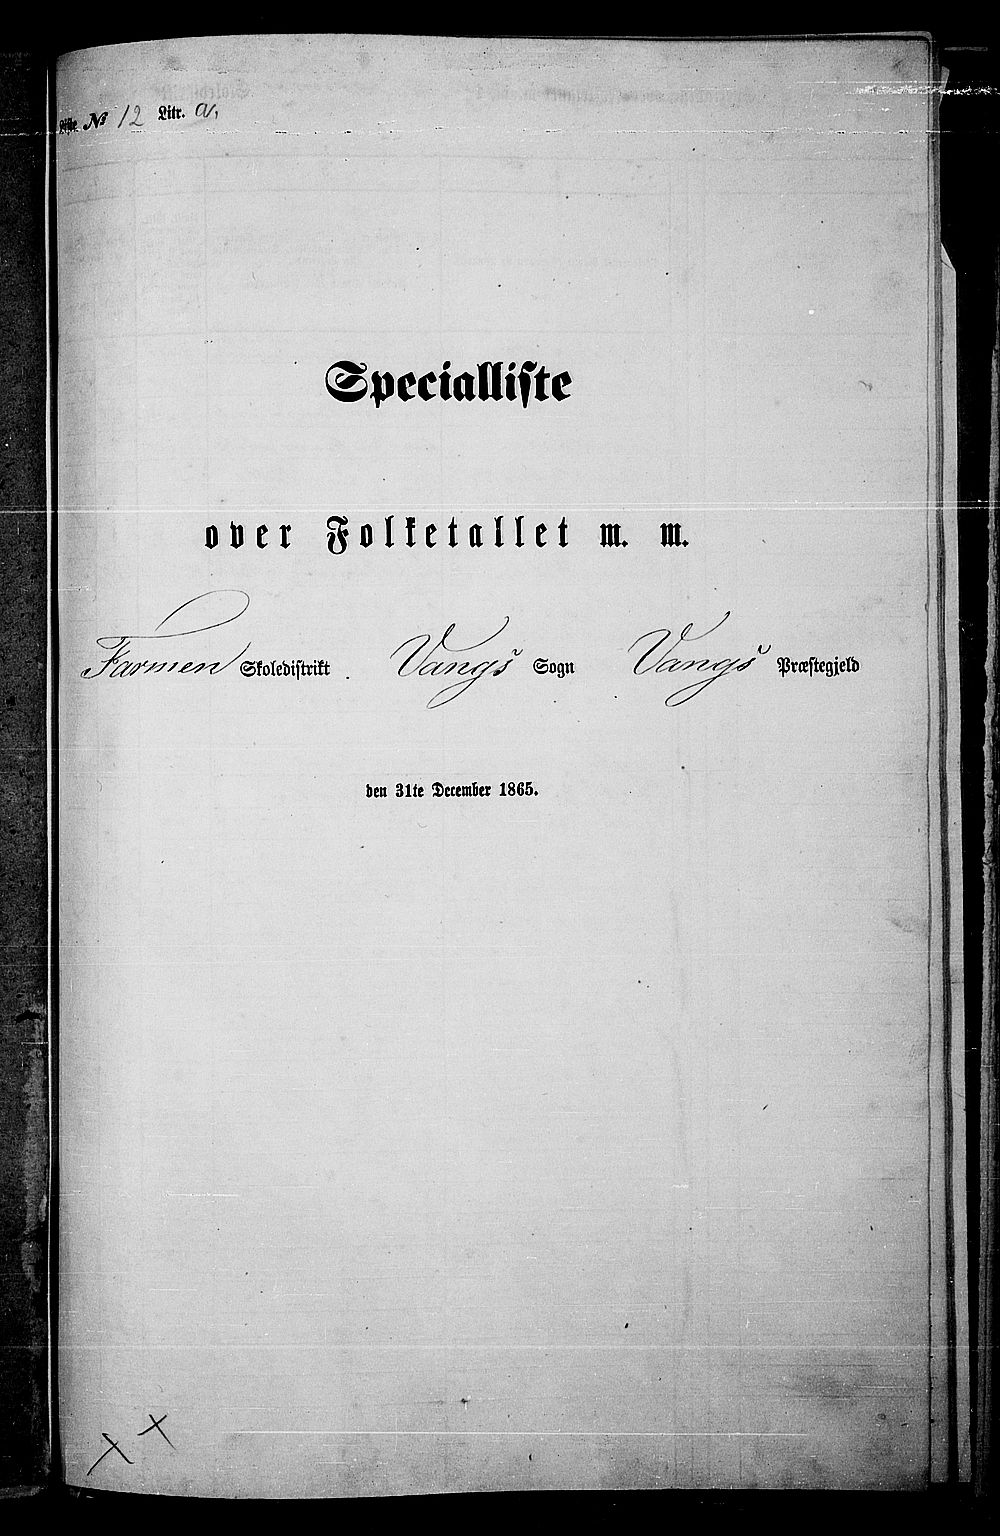 Liste № 12 Litr. a,
Specialliste
over Folketallet m. m.
Farmen Skoledistrikt. Vangs Sogn Vangs Præstegjeld
den 31te December 1865.